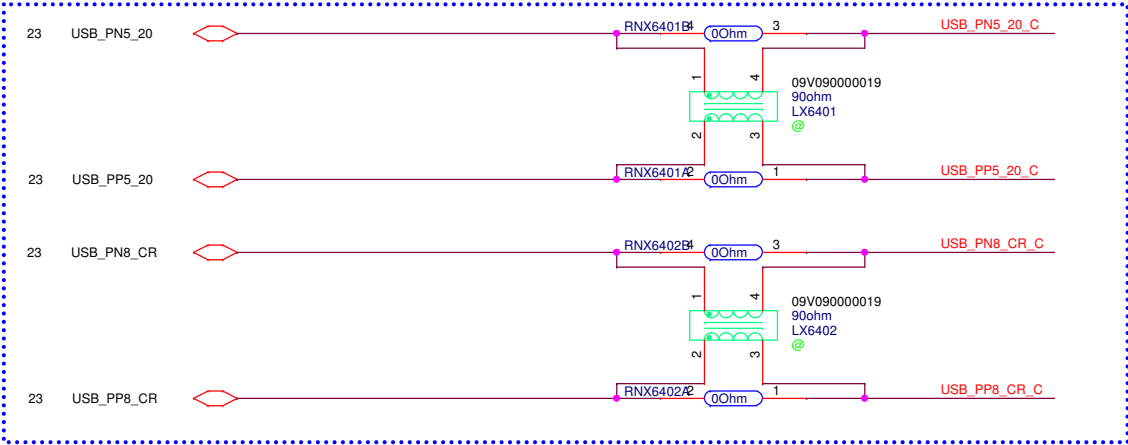 23 USB_PN5_20 RNX6401B 4 0Ohm 3 USB_PN5_20_C
1 4
09V090000019
90ohm
LX6401
@
2 3
23 USB_PP5_20 RNX6401A 2 0Ohm 1 USB_PP5_20_C
23 USB_PN8_CR RNX6402B 4 0Ohm 3 USB_PN8_CR_C
1 4
09V090000019
90ohm
LX6402
@
2 3
23 USB_PP8_CR RNX6402A 2 0Ohm 1 USB_PP8_CR_C